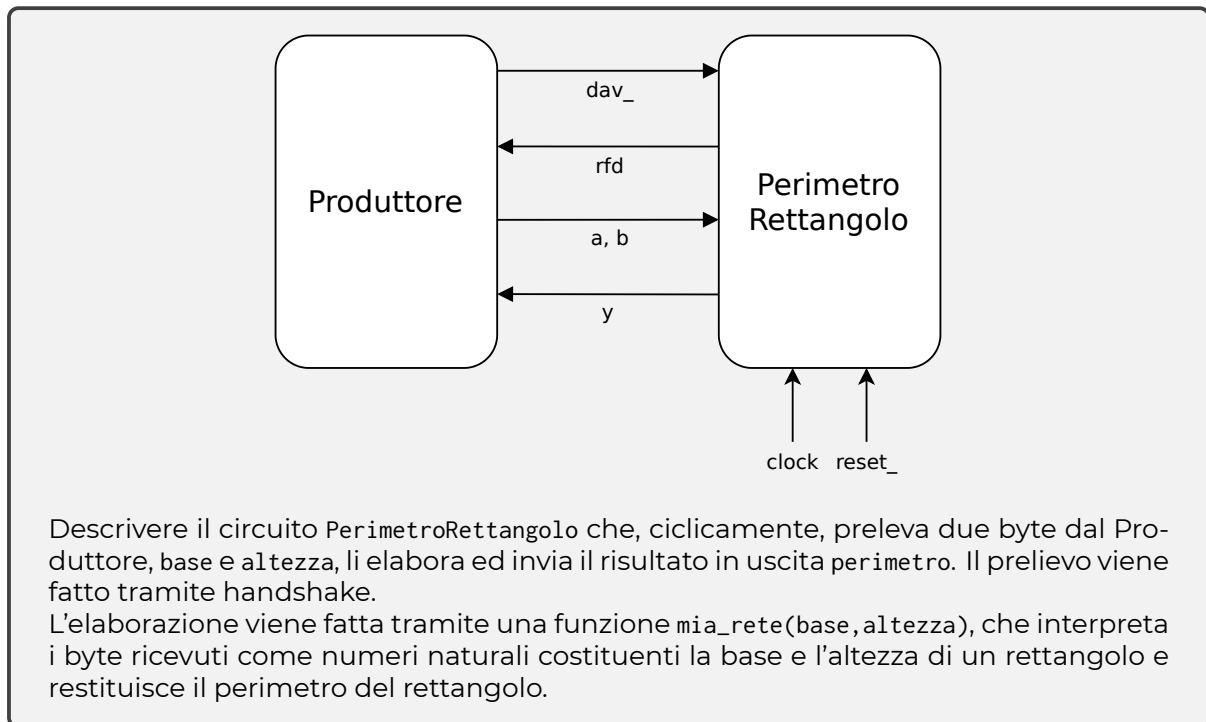 dav_
rfd
Produttore
Perimetro
Rettangolo
a, b
y
clock
reset_
Descrivere il circuito PerimetroRettangolo che, ciclicamente, preleva due byte dal Pro-
duttore, base e altezza, li elabora ed invia il risultato in uscita perimetro. Il prelievo viene
fatto tramite handshake.
L'elaborazione viene fatta tramite una funzione mia_rete(base,altezza), che interpreta
i byte ricevuti come numeri naturali costituenti la base e l'altezza di un rettangolo e
restituisce il perimetro del rettangolo.